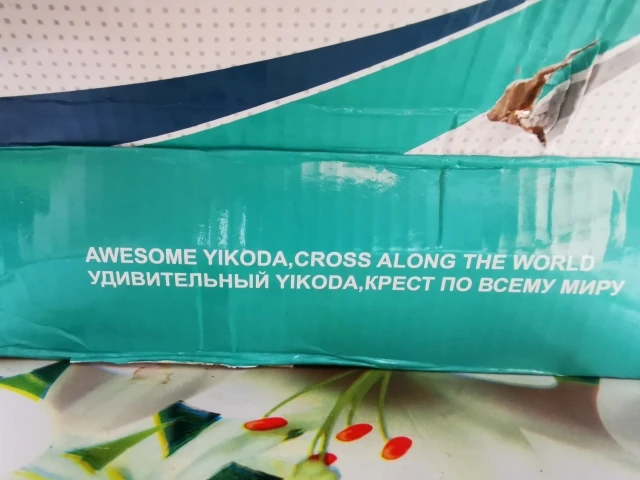 AWESOME YIKODA,CROSS ALONG THE WORLD
УДИВИТЕЛЬНЫЙ YIKODA,КРЕСТ ПО ВСЕМУ МИРУ